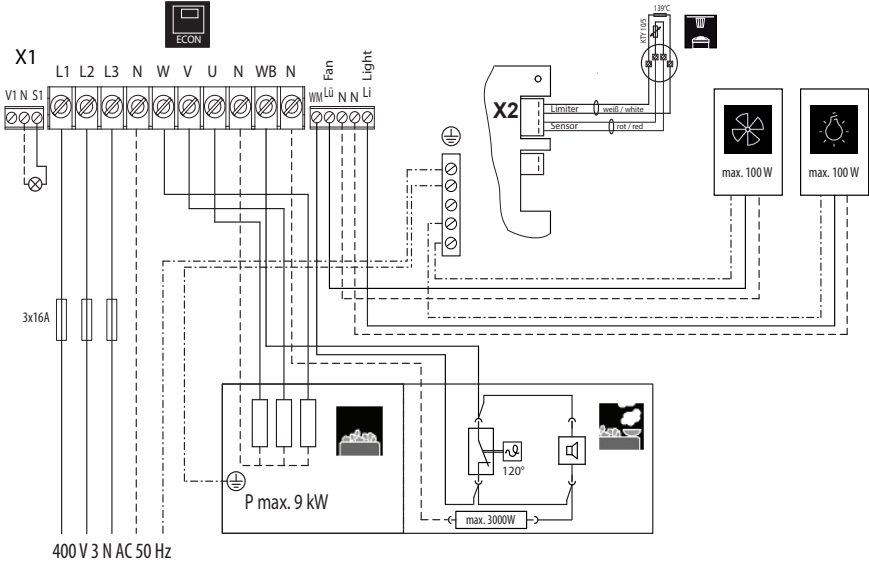 ECON
X1
L1 L2 L3 N W V U N WB N
Fan
Light
V1 N S1
WM Lü N N Li
139°C
KTY 10/5
X2
Limiter
weiß / white
Sensor
rot / red
max. 100 W
max. 100 W
3x16A
120°
P max. 9 kW
max. 3000W
400 V 3 N AC 50 Hz